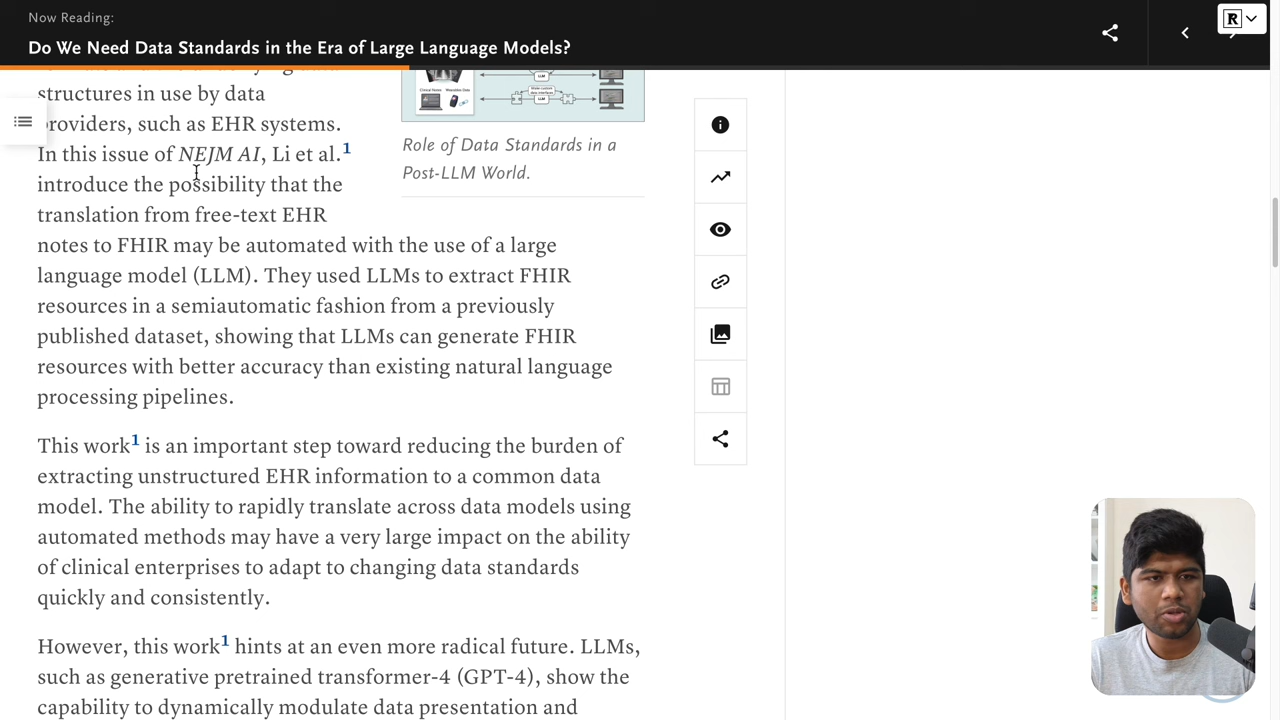 Now Reading:
Do We Need Data Standards in the Era of Large Language Models?
structures in use by data
providers, such as EHR systems.
In this issue of NEJM AI, Li et al.1
introduce the possibility that the
translation from free-text EHR
notes to FHIR may be automated with the use of a large
language model (LLM). They used LLMs to extract FHIR
resources in a semiautomatic fashion from a previously
published dataset, showing that LLMs can generate FHIR
resources with better accuracy than existing natural language
processing pipelines.
Role of Data Standards in a
Post-LLM World.
This work1 is an important step toward reducing the burden of
extracting unstructured EHR information to a common data
model. The ability to rapidly translate across data models using
automated methods may have a very large impact on the ability
of clinical enterprises to adapt to changing data standards
quickly and consistently.
However, this work1 hints at an even more radical future. LLMs,
such as generative pretrained transformer-4 (GPT-4), show the
capability to dynamically modulate data presentation and
R